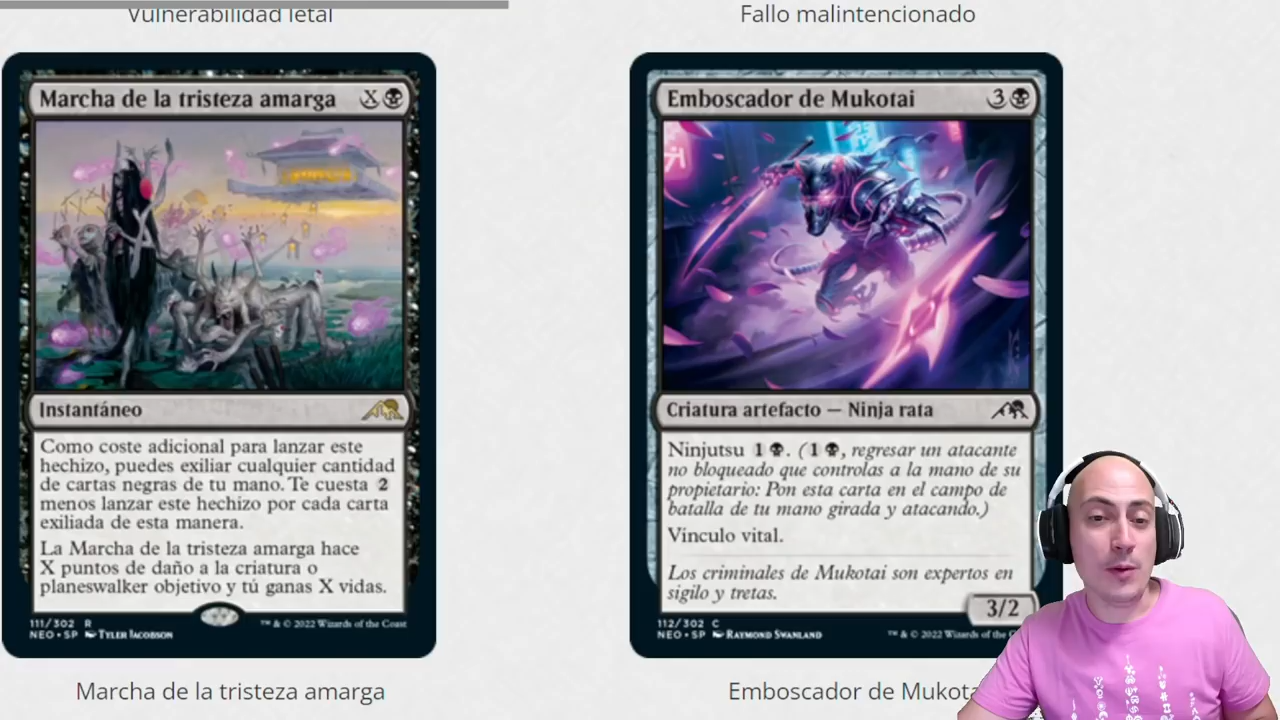 Vulnerabilidad letal
Fallo malintencionado
Marcha de la tristeza amarga X
Instantáneo
Como coste adicional para lanzar este
hechizo, puedes exiliar cualquier cantidad
de cartas negras de tu mano. Te cuesta 2
menos lanzar este hechizo por cada carta
exiliada de esta manera.
La Marcha de la tristeza amarga hace
X puntos de daño a la criatura o
planeswalker objetivo y tú ganas X vidas.
111/302 R
NEO • SP TYLER JACOBSON
™ & © 2022 Wizards of the Coast
Marcha de la tristeza amarga
Emboscador de Mukotai 3
Criatura artefacto — Ninja rata
Ninjutsu 1. (1, regresar un atacante
no bloqueado que controlas a la mano de su
propietario: Pon esta carta en el campo de
batalla de tu mano girada y atacando.)
Vínculo vital.
Los criminales de Mukotai son expertos en
sigilo y tretas.
3/2
112/302 C
NEO • SP RAYMOND SWANLAND
™ & © 2022 Wizards of the
Emboscador de